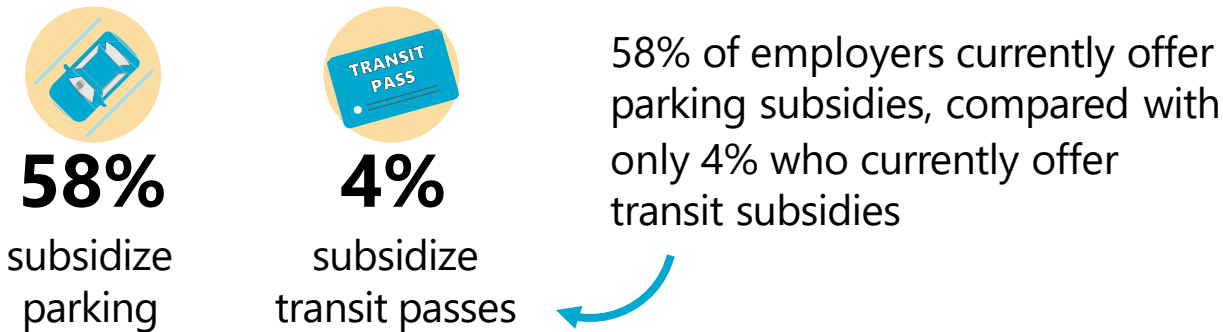 TRANSIT
PASS
58%
subsidize
parking
4%
subsidize
transit passes
58% of employers currently offer
parking subsidies, compared with
only 4% who currently offer
transit subsidies